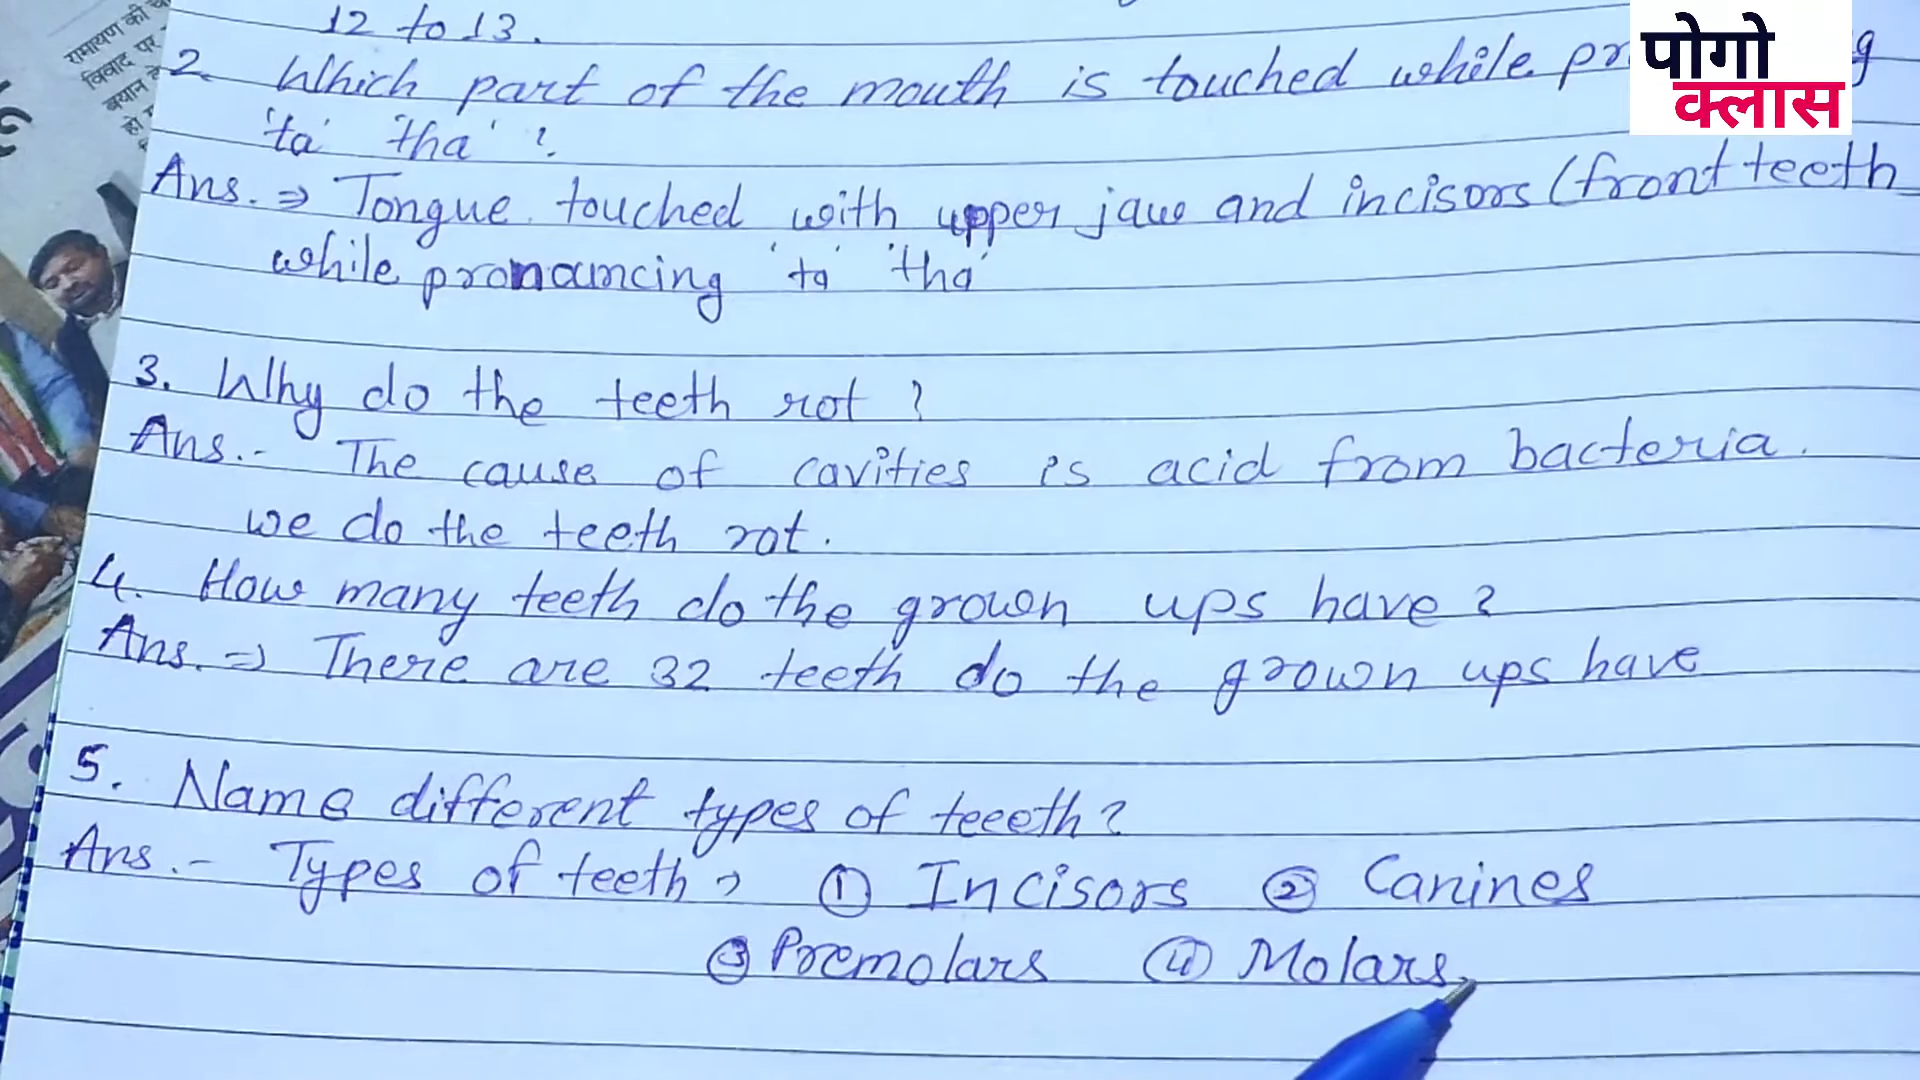 12 to 13.
2. Which part of the mouth is touched while
'ta' 'tha' ?
Ans. ⇒ Tongue touched with upper jaw and incisors (front teeth
while pronouncing 'ta' 'tha'
3. Why do the teeth rot ?
Ans.- The cause of cavities is acid from bacteria.
we do the teeth rot.
4. How many teeth do the grown ups have ?
Ans. ⇒ There are 32 teeth do the grown ups have
5. Name different types of teeeth ?
Ans.- Types of teeth → ① Incisors ② Canines
③ Premolars ④ Molars
पोगो
क्लास
रामायण की
विवाद पर
बयान